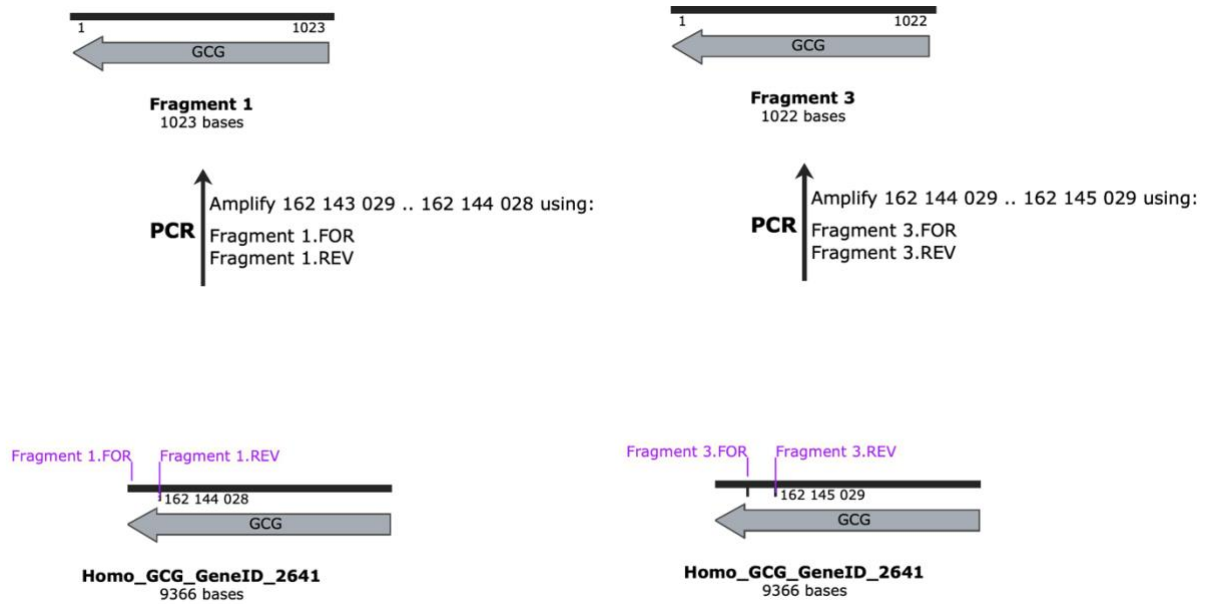 1 1023
GCG
Fragment 1
1023 bases
PCR
Amplify 162 143 029 .. 162 144 028 using:
Fragment 1.FOR
Fragment 1.REV
Fragment 1.FOR Fragment 1.REV
162 144 028
GCG
Homo_GCG_GeneID_2641
9366 bases
1 1022
GCG
Fragment 3
1022 bases
PCR
Amplify 162 144 029 .. 162 145 029 using:
Fragment 3.FOR
Fragment 3.REV
Fragment 3.FOR Fragment 3.REV
162 145 029
GCG
Homo_GCG_GeneID_2641
9366 bases